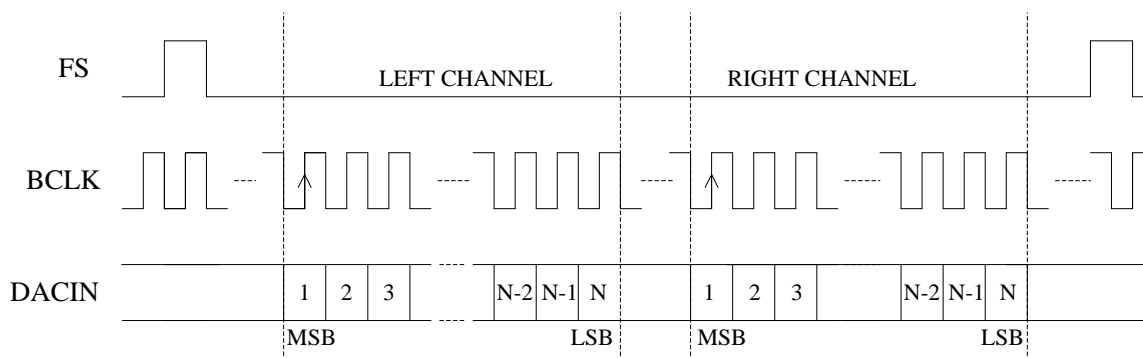 FS
LEFT CHANNEL
RIGHT CHANNEL
BCLK
DACIN
1 2 3 N-2 N-1 N 1 2 3 N-2 N-1 N
MSB LSB MSB LSB